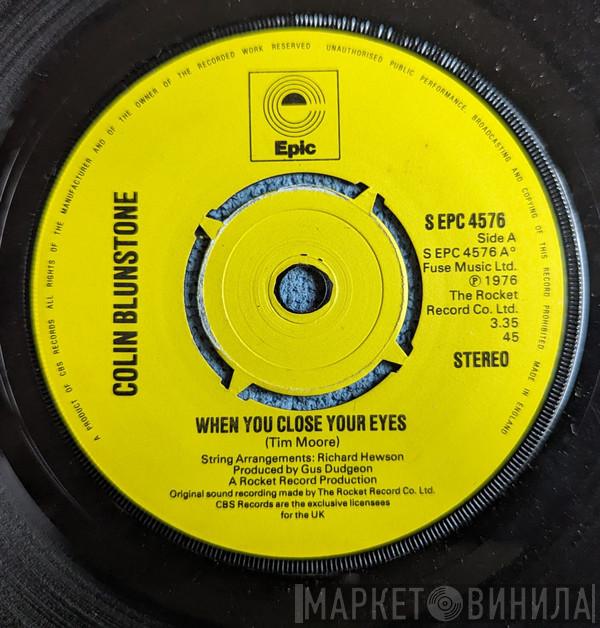 A PRODUCT OF CBS RECORDS ALL RIGHTS OF THE MANUFACTURER AND OF THE OWNER OF THE RECORDED WORK RESERVED · UNAUTHORISED PUBLIC PERFORMANCE, BROADCASTING AND COPYING OF THIS RECORD PROHIBITED MADE IN ENGLAND
Epic
COLIN BLUNSTONE
S EPC 4576
Side A
S EPC 4576 A°
Fuse Music Ltd.
℗ 1976
The Rocket
Record Co. Ltd.
3.35
45
STEREO
WHEN YOU CLOSE YOUR EYES
(Tim Moore)
String Arrangements: Richard Hewson
Produced by Gus Dudgeon
A Rocket Record Production
Original sound recording made by The Rocket Record Co. Ltd.
CBS Records are the exclusive licensees
for the UK
МАРКЕТ ВИНИЛА